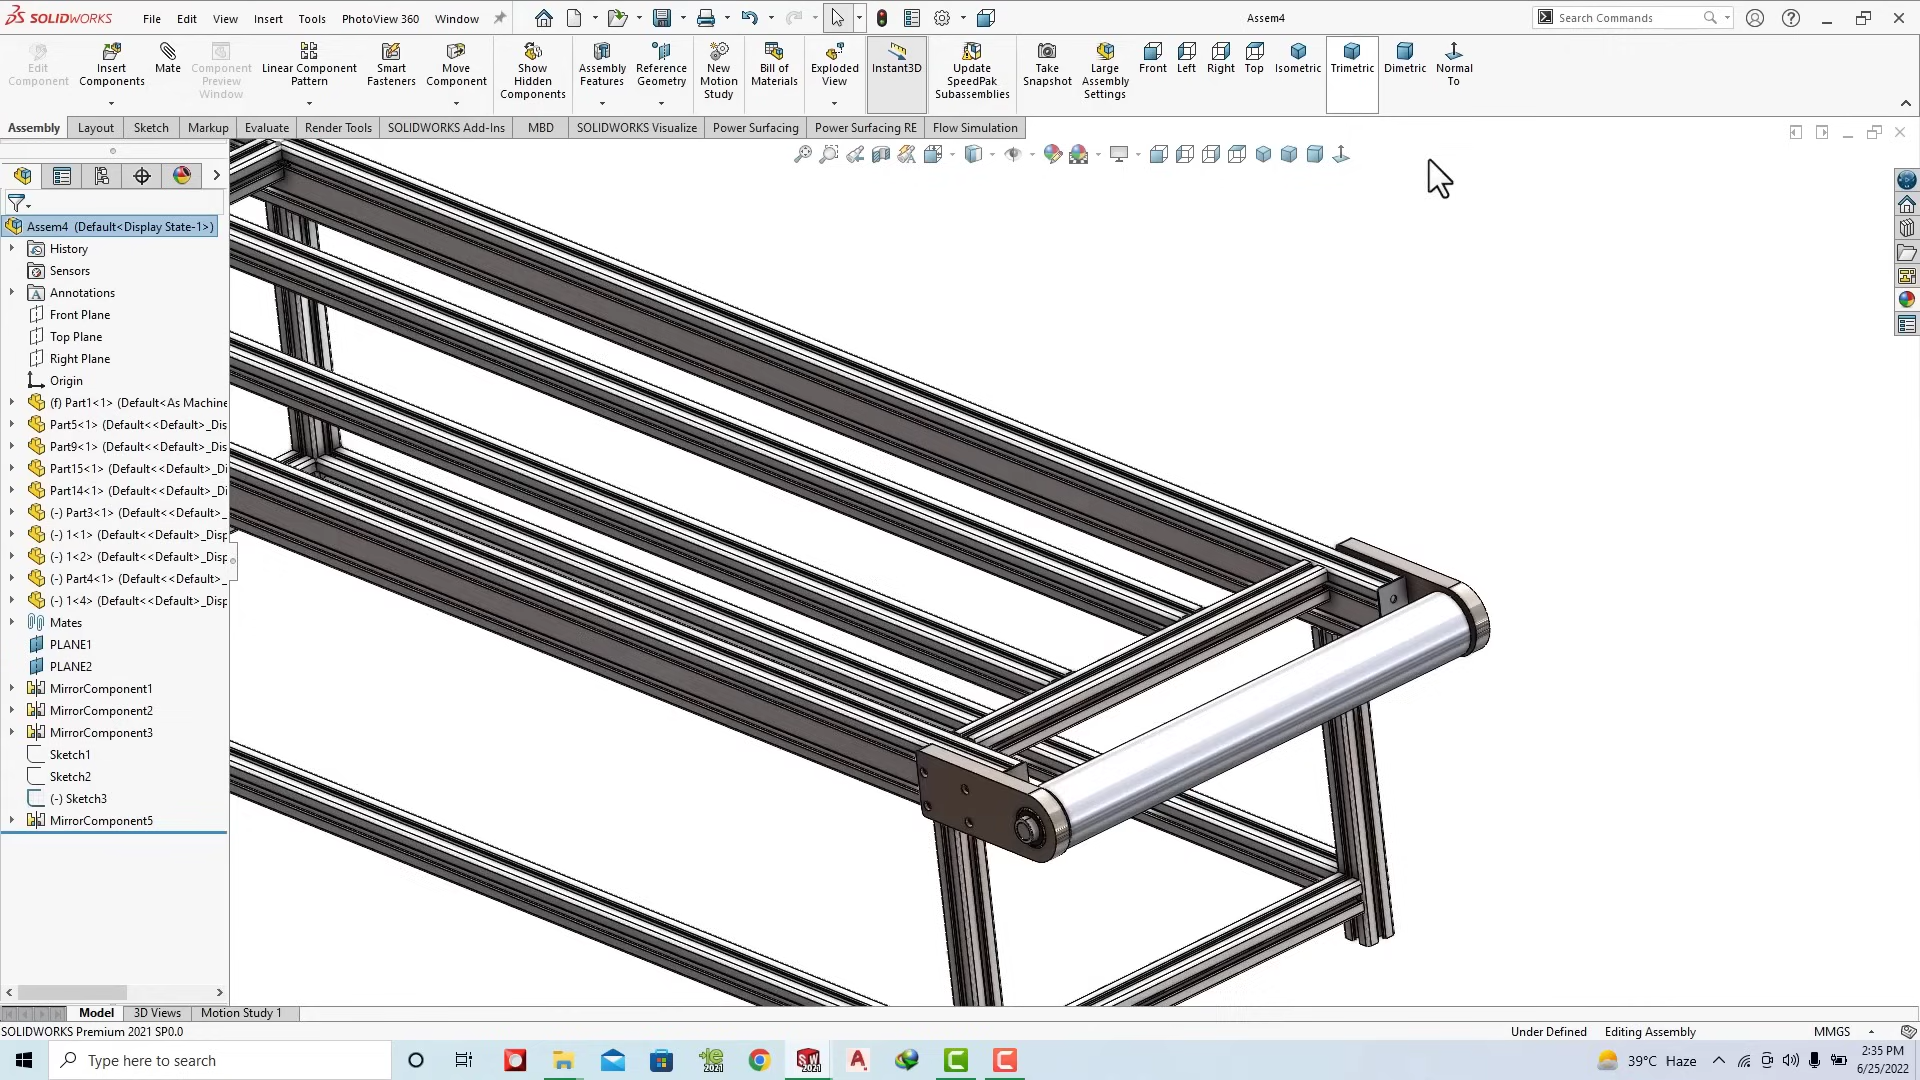 SOLIDWORKS File Edit View Insert Tools PhotoView 360 Window Assem4 Search Commands
Edit Component
Insert Components
Mate
Component Preview Window
Linear Component Pattern
Smart Fasteners
Move Component
Show Hidden Components
Assembly Features
Reference Geometry
New Motion Study
Bill of Materials
Exploded View
Instant3D
Update SpeedPak Subassemblies
Take Snapshot
Large Assembly Settings
Front
Left
Right
Top
Isometric
Trimetric
Dimetric
Normal To
Assembly Layout Sketch Markup Evaluate Render Tools SOLIDWORKS Add-Ins MBD SOLIDWORKS Visualize Power Surfacing Power Surfacing RE Flow Simulation
Assem4 (Default<Display State-1>)
History
Sensors
Annotations
Front Plane
Top Plane
Right Plane
Origin
(f) Part1<1> (Default<As Machine
Part5<1> (Default<<Default>_Dis
Part9<1> (Default<<Default>_Dis
Part15<1> (Default<<Default>_Di
Part14<1> (Default<<Default>_Di
(-) Part3<1> (Default<<Default>_
(-) 1<1> (Default<<Default>_Disp
(-) 1<2> (Default<<Default>_Disp
(-) Part4<1> (Default<<Default>_
(-) 1<4> (Default<<Default>_Disp
Mates
PLANE1
PLANE2
MirrorComponent1
MirrorComponent2
MirrorComponent3
Sketch1
Sketch2
(-) Sketch3
MirrorComponent5
Model 3D Views Motion Study 1
SOLIDWORKS Premium 2021 SP0.0 Under Defined Editing Assembly MMGS
Type here to search 39°C Haze 2:35 PM
6/25/2022